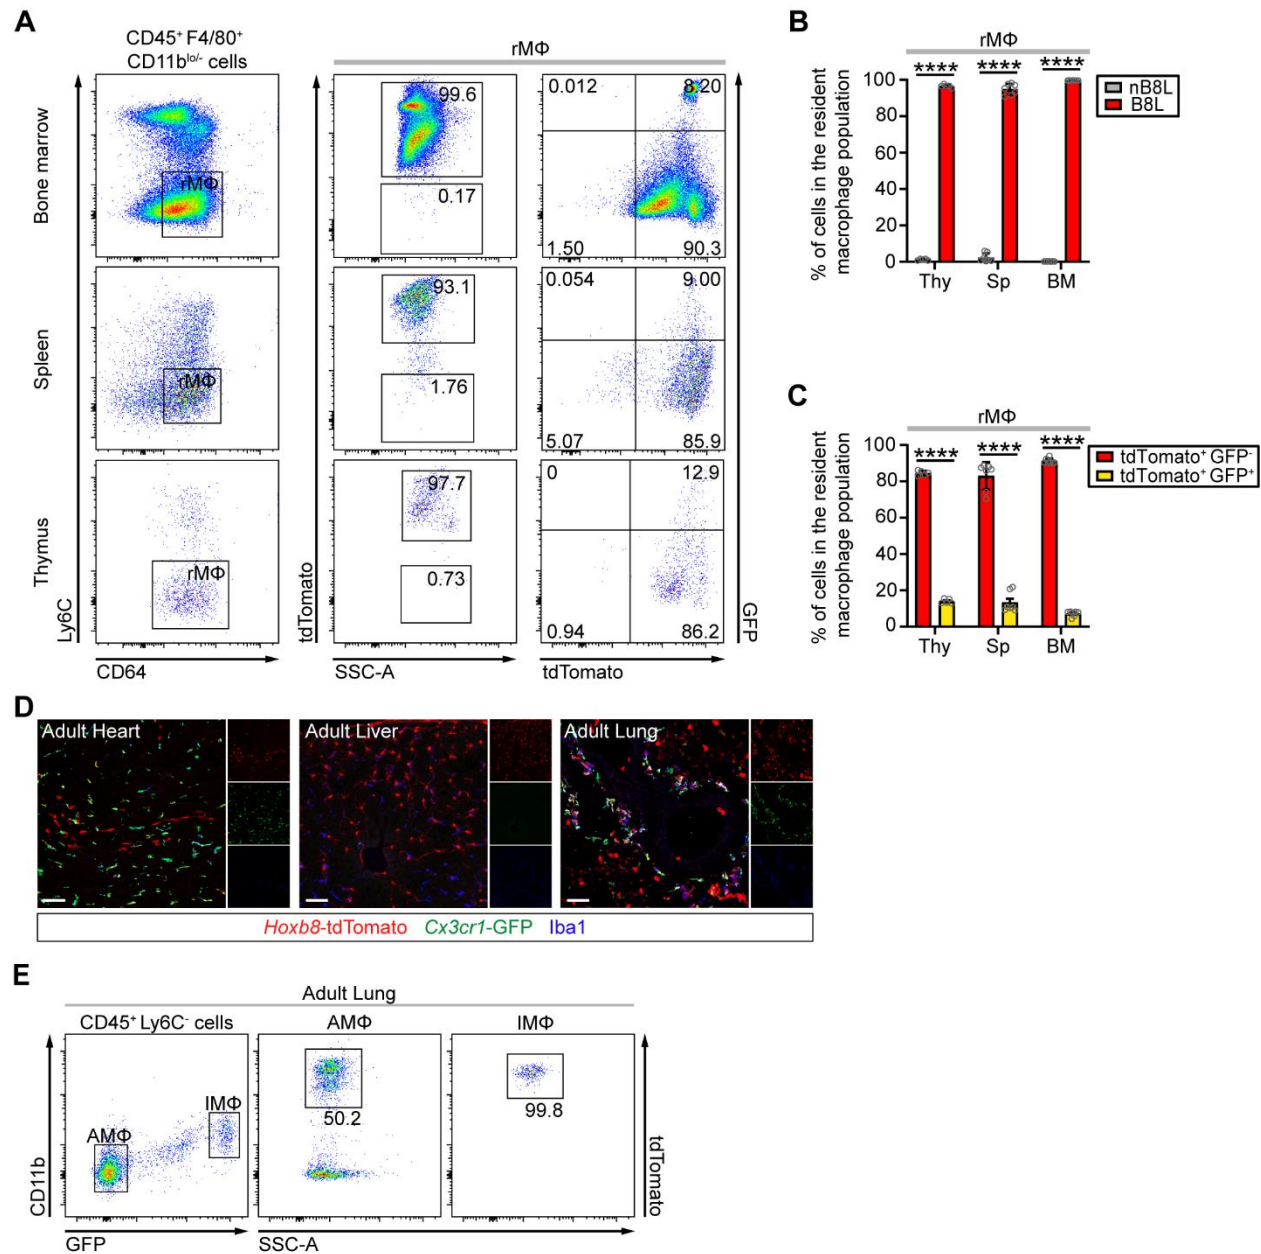 A
CD45⁺ F4/80⁺
CD11bˡᵒ/⁻ cells
rMΦ
Bone marrow
rMΦ
99.6
0.17
0.012
8.20
1.50
90.3
Spleen
rMΦ
93.1
1.76
0.054
9.00
5.07
85.9
Thymus
rMΦ
97.7
0.73
0
12.9
0.94
86.2
Ly6C
tdTomato
GFP
CD64
SSC-A
tdTomato
B
rMΦ
**** **** ****
nB8L
B8L
% of cells in the resident
macrophage population
100
80
60
40
20
0
Thy Sp BM
C
rMΦ
**** **** ****
tdTomato⁺ GFP⁻
tdTomato⁺ GFP⁺
% of cells in the resident
macrophage population
100
80
60
40
20
0
Thy Sp BM
D
Adult Heart
Adult Liver
Adult Lung
Hoxb8-tdTomato Cx3cr1-GFP Iba1
E
Adult Lung
CD45⁺ Ly6C⁻ cells
AMΦ
IMΦ
AMΦ
IMΦ
50.2
99.8
CD11b
tdTomato
GFP
SSC-A